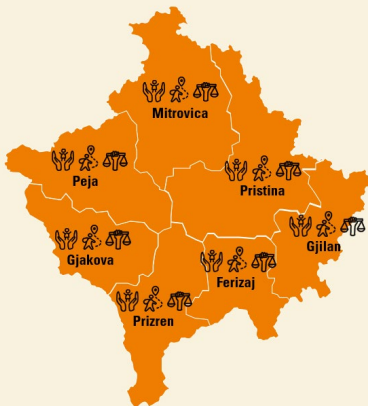 Mitrovica
Peja
Pristina
Gjilan
Gjakova
Ferizaj
Prizren